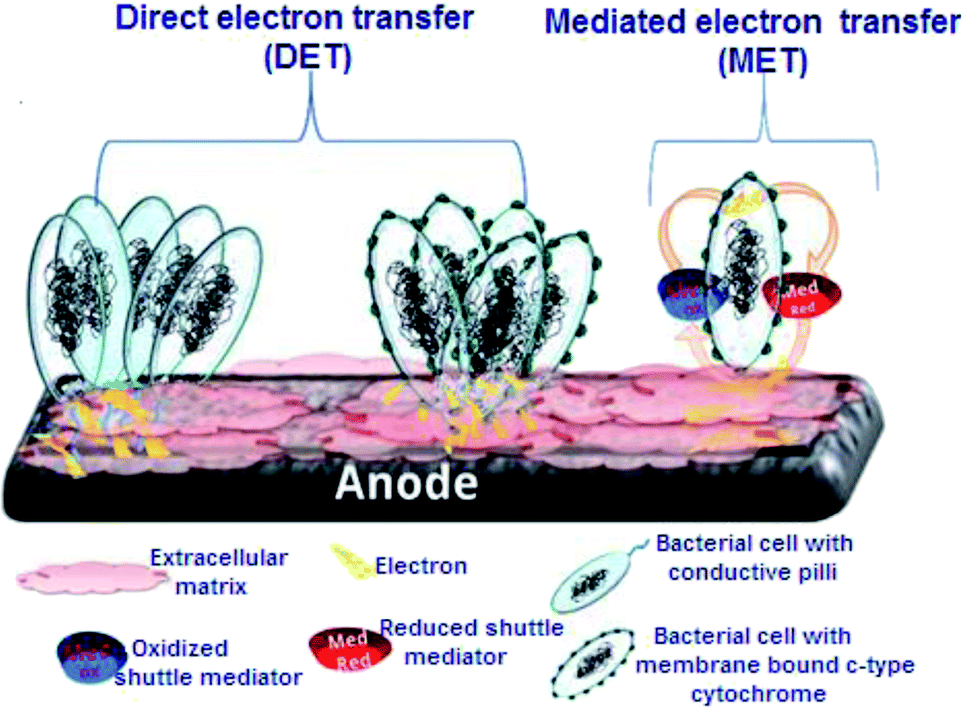 Direct electron transfer
(DET)
Mediated electron transfer
(MET)
Med
Red
Anode
Extracellular
matrix
Electron
Bacterial cell with
conductive pilli
ox
Oxidized
shuttle mediator
Med
Red
Reduced shuttle
mediator
Bacterial cell with
membrane bound c-type
cytochrome